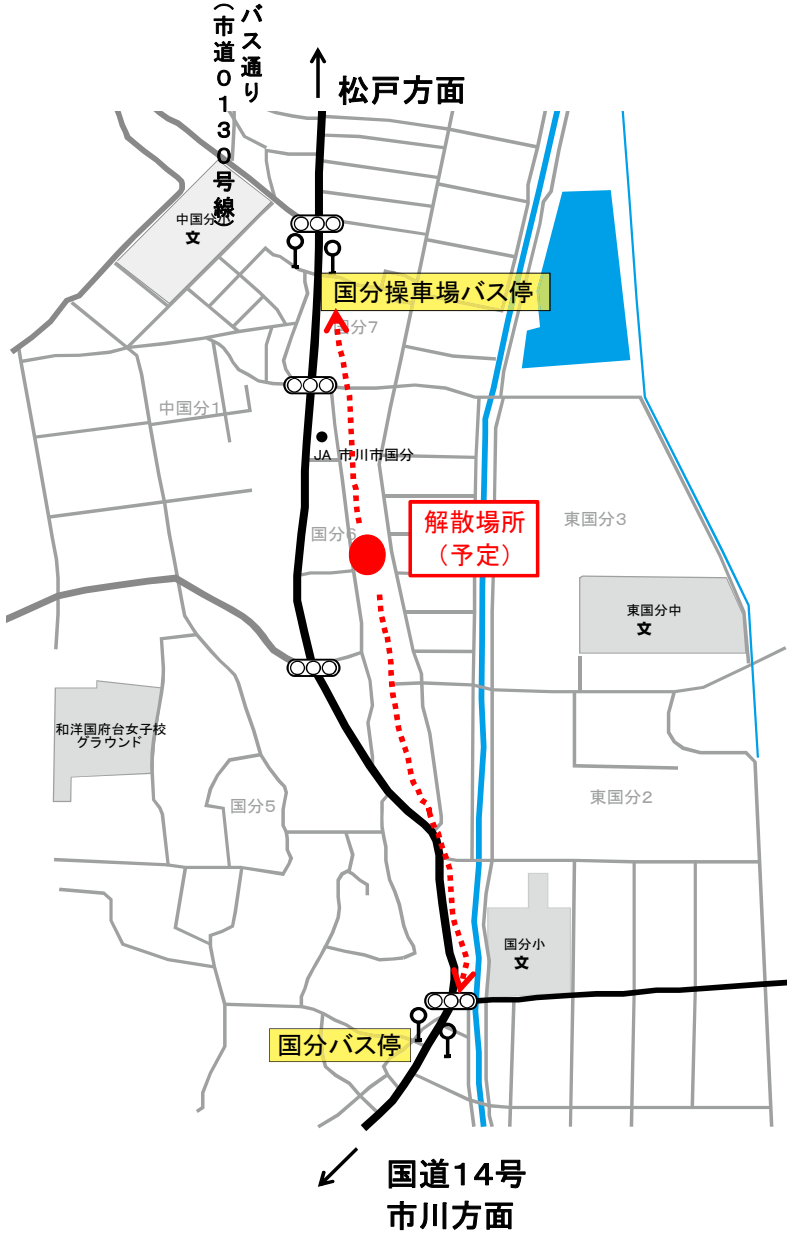 バス通り
（市道０１３０号線）
松戸方面
中国分小
文
国分操車場バス停
国分7
中国分1
JA 市川市国分
国分6
解散場所
（予定）
東国分3
東国分中
文
和洋国府台女子校
グラウンド
国分5
東国分2
国分小
文
国分バス停
国道14号
市川方面